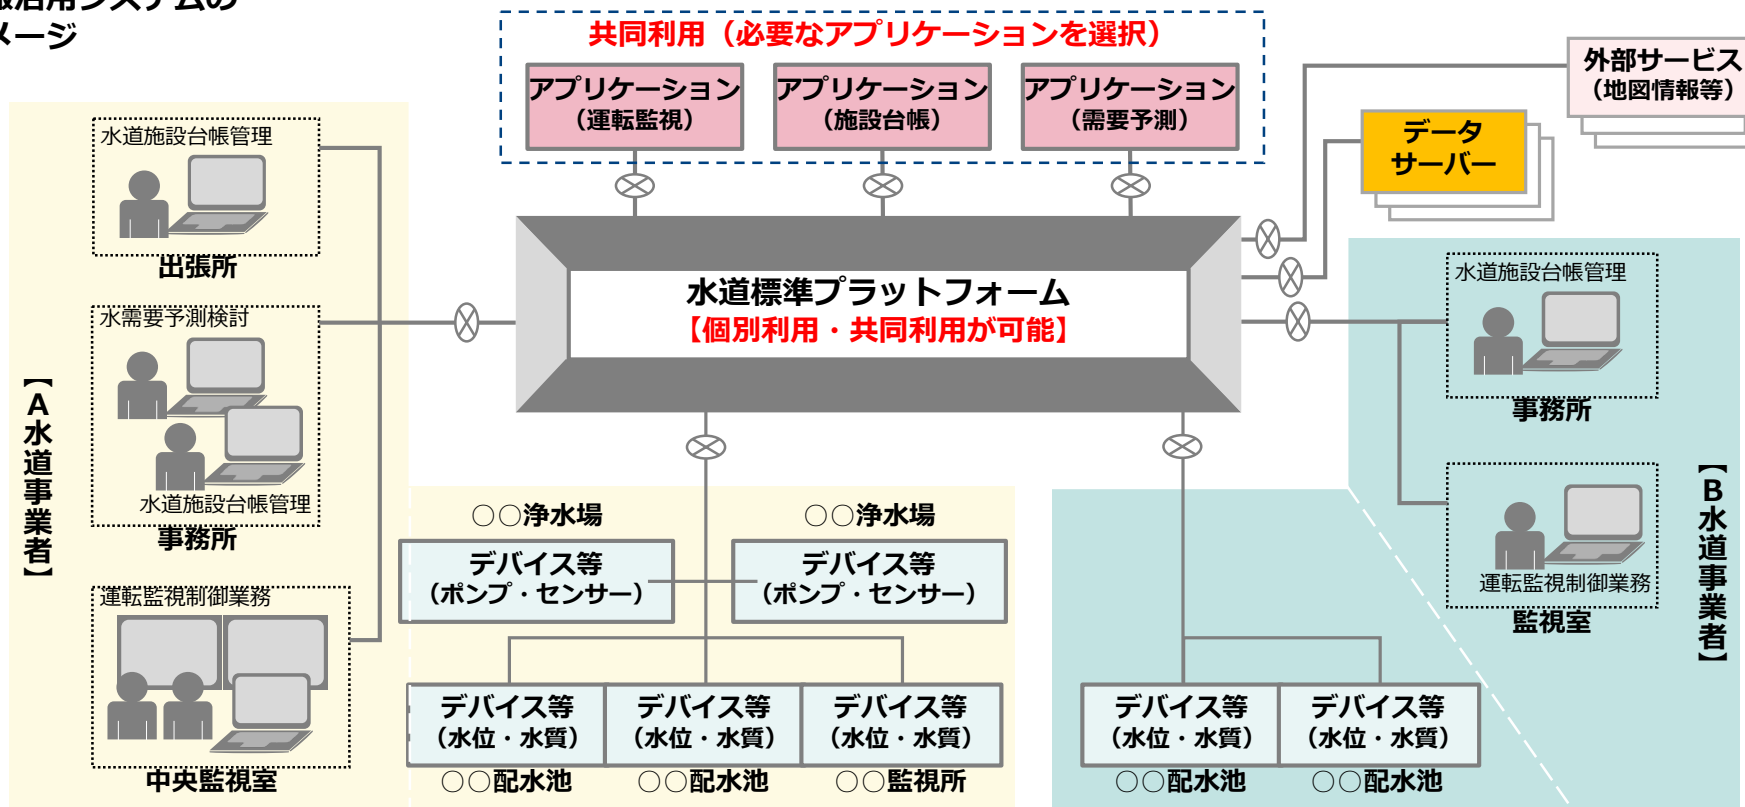 活用システムの
メージ
共同利用（必要なアプリケーションを選択）
アプリケーション
（運転監視）
アプリケーション
（施設台帳）
アプリケーション
（需要予測）
外部サービス
（地図情報等）
データ
サーバー
水道標準プラットフォーム
【個別利用・共同利用が可能】
【A水道事業者】
水道施設台帳管理
出張所
水需要予測検討
水道施設台帳管理
事務所
運転監視制御業務
中央監視室
○○浄水場
デバイス等
（ポンプ・センサー）
○○浄水場
デバイス等
（ポンプ・センサー）
デバイス等
（水位・水質）
○○配水池
デバイス等
（水位・水質）
○○配水池
デバイス等
（水位・水質）
○○監視所
デバイス等
（水位・水質）
○○配水池
デバイス等
（水位・水質）
○○配水池
水道施設台帳管理
事務所
運転監視制御業務
監視室
【B水道事業者】